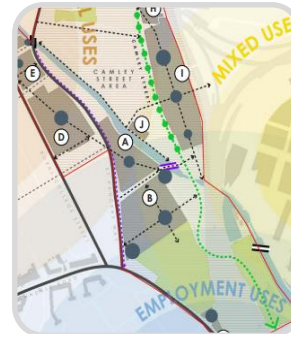 H
L USES
MIXED USE
E
I
CAMLEY
STREET
AREA
J
D
A
B
EMPLOYMENT USES